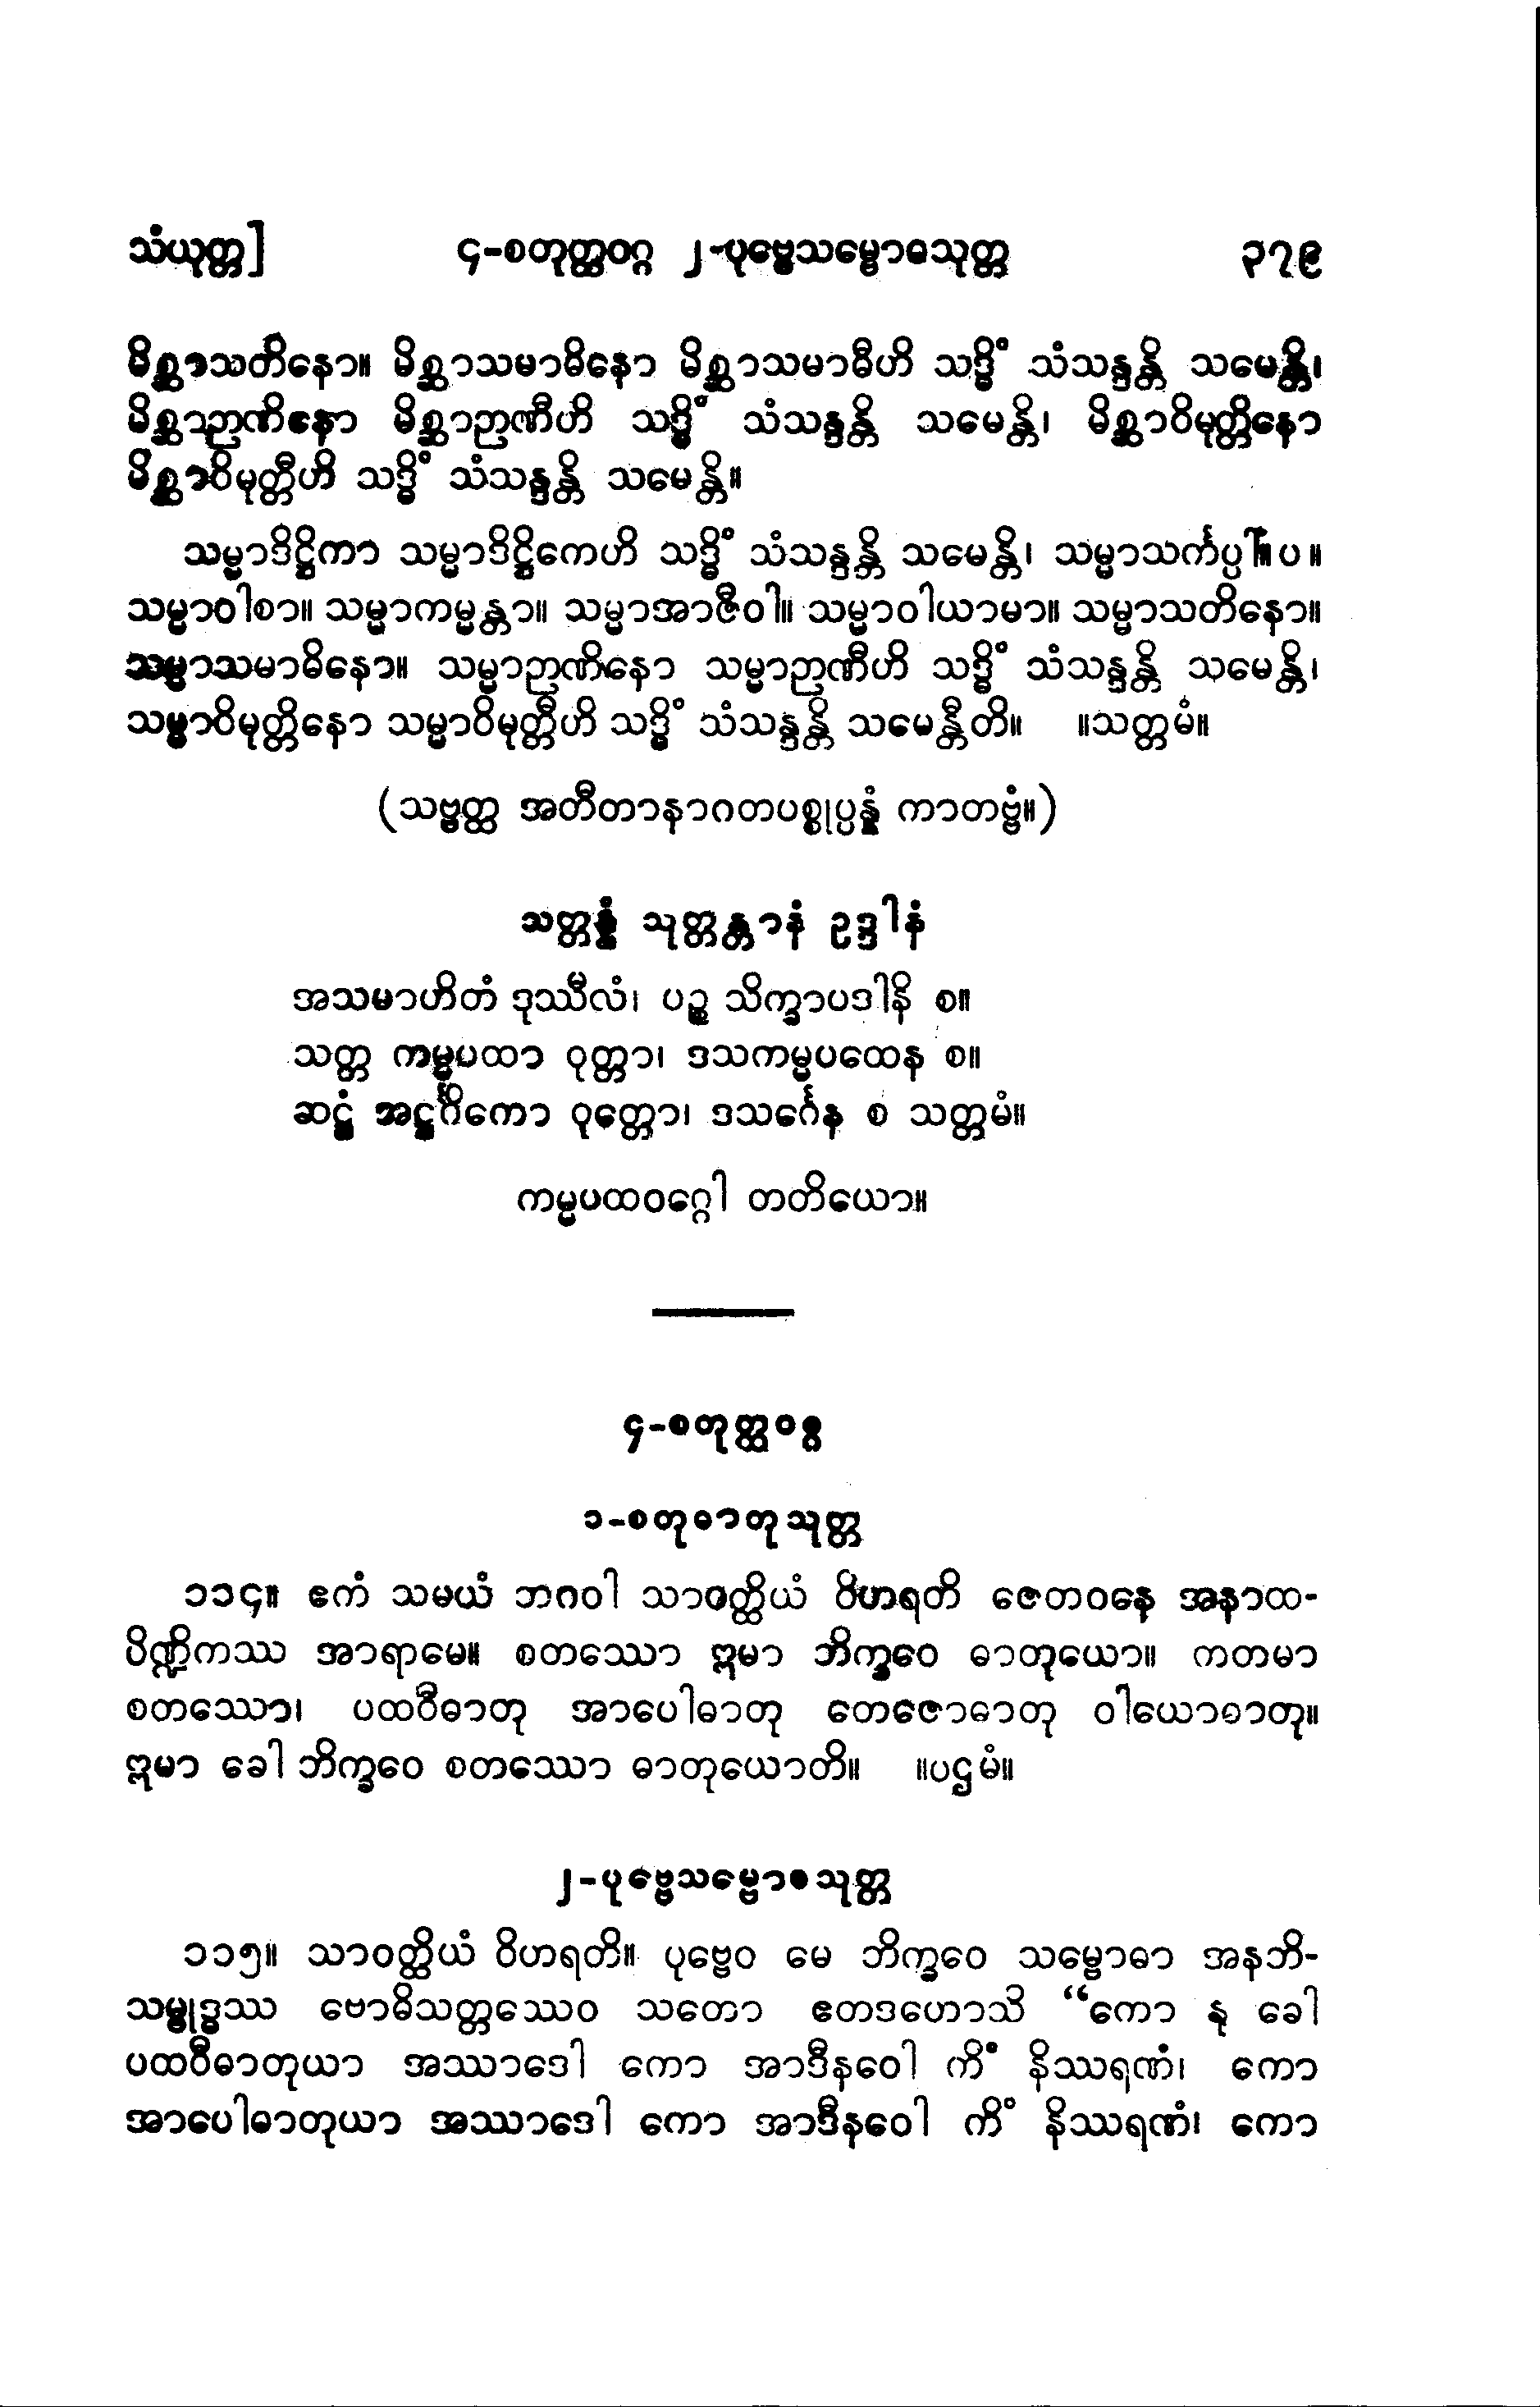 သံယုတ္တ] ၄-စတုတ္ထဝဂ္ဂ ၂-ပုဗ္ဗေသမ္ဗောဓသုတ္တ ၃၇၉
မိစ္ဆာသတိနော။ မိစ္ဆာသမာဓိနော မိစ္ဆာသမာဓီဟိ သဒ္ဓိံ သံသန္ဒန္တိ သမေန္တိ၊
မိစ္ဆာဉာဏိနော မိစ္ဆာဉာဏီဟိ သဒ္ဓိံ သံသန္ဒန္တိ သမေန္တိ၊ မိစ္ဆာဝိမုတ္တိနော
မိစ္ဆာဝိမုတ္တီဟိ သဒ္ဓိံ သံသန္ဒန္တိ သမေန္တိ။
သမ္မာဒိဋ္ဌိကာ သမ္မာဒိဋ္ဌိကေဟိ သဒ္ဓိံ သံသန္ဒန္တိ သမေန္တိ၊ သမ္မာသင်္ကပ္ပါ။ပ။
သမ္မာဝါစာ။ သမ္မာကမ္မန္တာ။ သမ္မာအာဇီဝါ။ သမ္မာဝါယာမာ။ သမ္မာသတိနော။
သမ္မာသမာဓိနော။ သမ္မာဉာဏိနော သမ္မာဉာဏီဟိ သဒ္ဓိံ သံသန္ဒန္တိ သမေန္တိ၊
သမ္မာဝိမုတ္တိနော သမ္မာဝိမုတ္တီဟိ သဒ္ဓိံ သံသန္ဒန္တိ သမေန္တီတိ။ ။သတ္တမံ။
(သဗ္ဗတ္ထ အတီတာနာဂတပစ္စုပ္ပန္နံ ကာတဗ္ဗံ။)
သတ္တန္နံ သုတ္တန္တာနံ ဥဒ္ဒါနံ
အသမာဟိတံ ဒုဿီလံ၊ ပဉ္စ သိက္ခာပဒါနိ စ။
သတ္တ ကမ္မပထာ ဝုတ္တာ၊ ဒသကမ္မပထေန စ။
ဆဋ္ဌံ အဋ္ဌင်္ဂိကော ဝုတ္တော၊ ဒသင်္ဂေန စ သတ္တမံ။
ကမ္မပထဝဂ္ဂေါ တတိယော။
၄-စတုတ္ထဝဂ္ဂ
၁-စတုဓာတုသုတ္တ
၁၁၄။ ဧကံ သမယံ ဘဂဝါ သာဝတ္ထိယံ ဝိဟရတိ ဇေတဝနေ အနာထ-
ပိဏ္ဍိကဿ အာရာမေ။ စတဿော ဣမာ ဘိက္ခဝေ ဓာတုယော။ ကတမာ
စတဿော၊ ပထဝီဓာတု အာပေါဓာတု တေဇောဓာတု ဝါယောဓာတု။
ဣမာ ခေါ ဘိက္ခဝေ စတဿော ဓာတုယောတိ။ ။ပဌမံ။
၂-ပုဗ္ဗေသမ္ဗောဓသုတ္တ
၁၁၅။ သာဝတ္ထိယံ ဝိဟရတိ။ ပုဗ္ဗေဝ မေ ဘိက္ခဝေ သမ္ဗောဓာ အနဘိ-
သမ္ဗုဒ္ဓဿ ဗောဓိသတ္တဿေဝ သတော ဧတဒဟောသိ “ကော နု ခေါ
ပထဝီဓာတုယာ အဿာဒေါ ကော အာဒီနဝေါ ကိံ နိဿရဏံ၊ ကော
အာပေါဓာတုယာ အဿာဒေါ ကော အာဒီနဝေါ ကိံ နိဿရဏံ၊ ကော